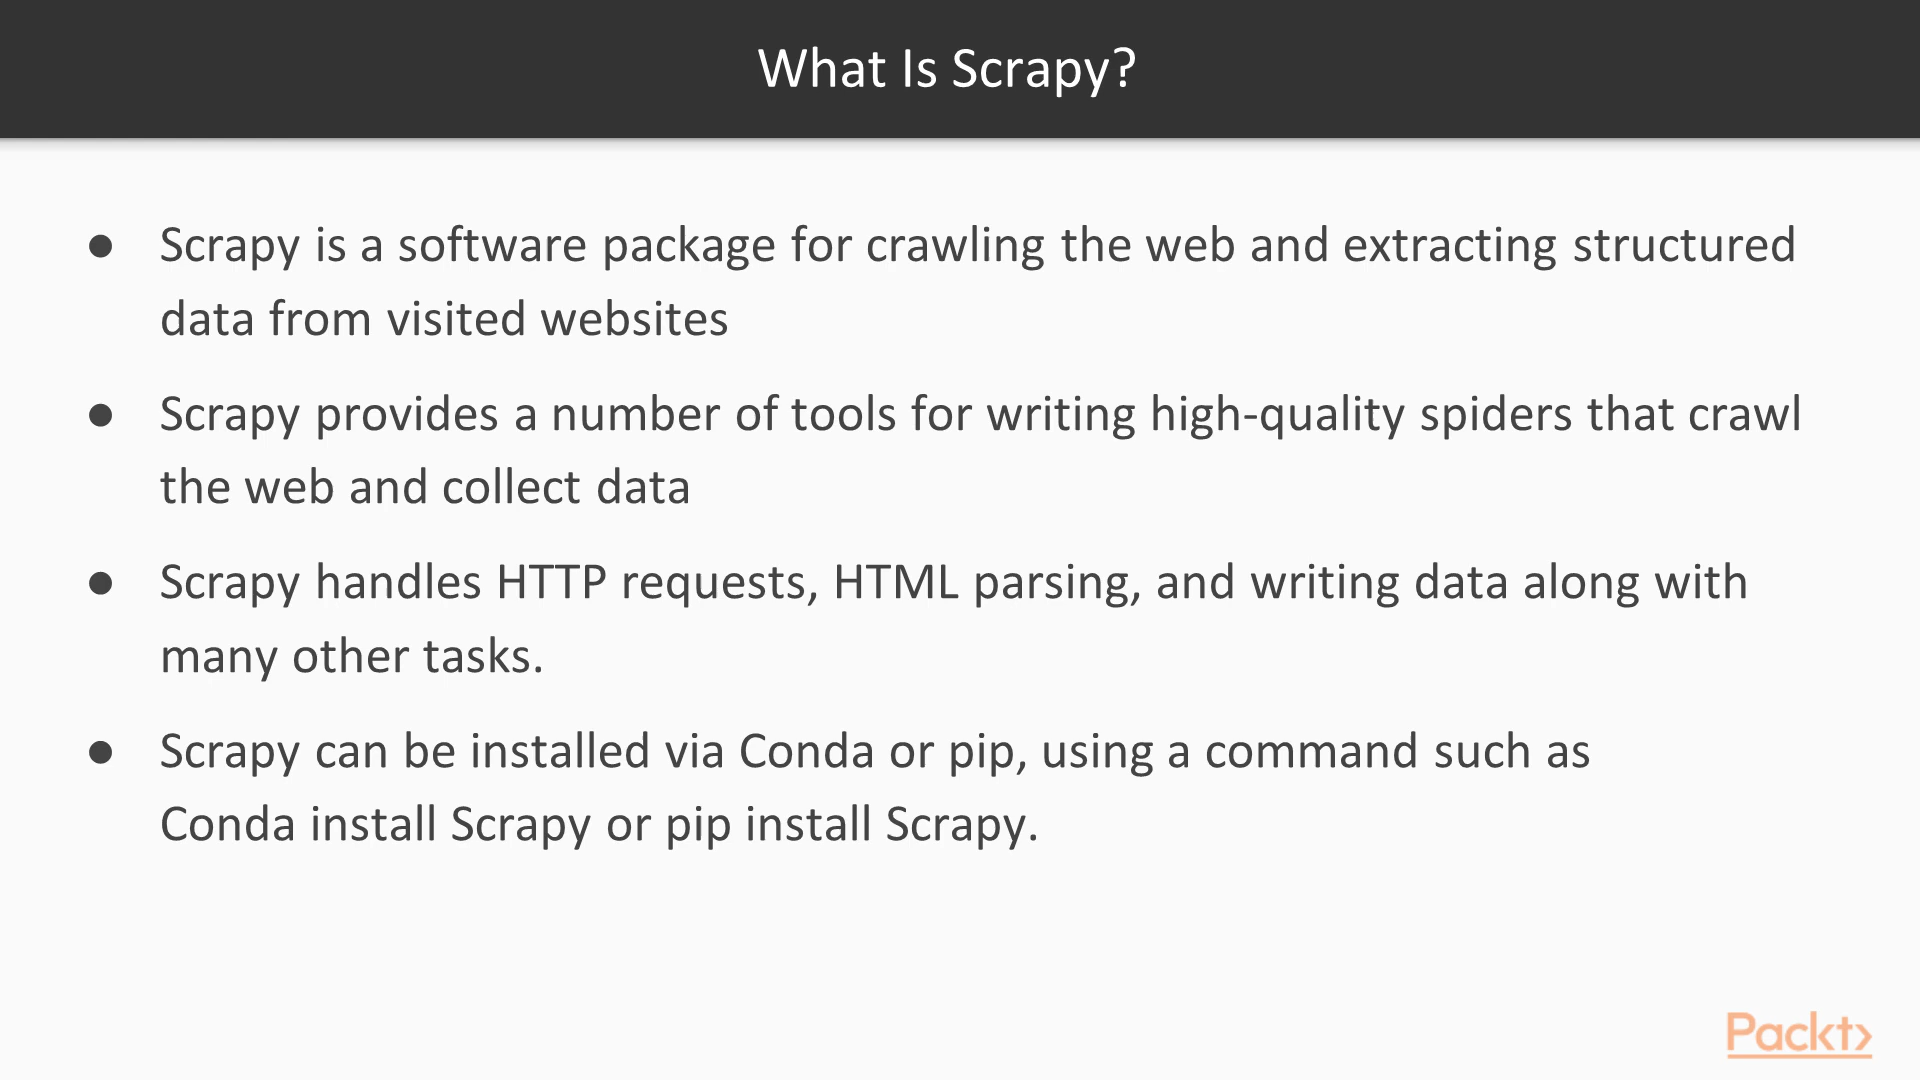 What Is Scrapy?
● Scrapy is a software package for crawling the web and extracting structured
data from visited websites
● Scrapy provides a number of tools for writing high-quality spiders that crawl
the web and collect data
● Scrapy handles HTTP requests, HTML parsing, and writing data along with
many other tasks.
● Scrapy can be installed via Conda or pip, using a command such as
Conda install Scrapy or pip install Scrapy.
Packt>